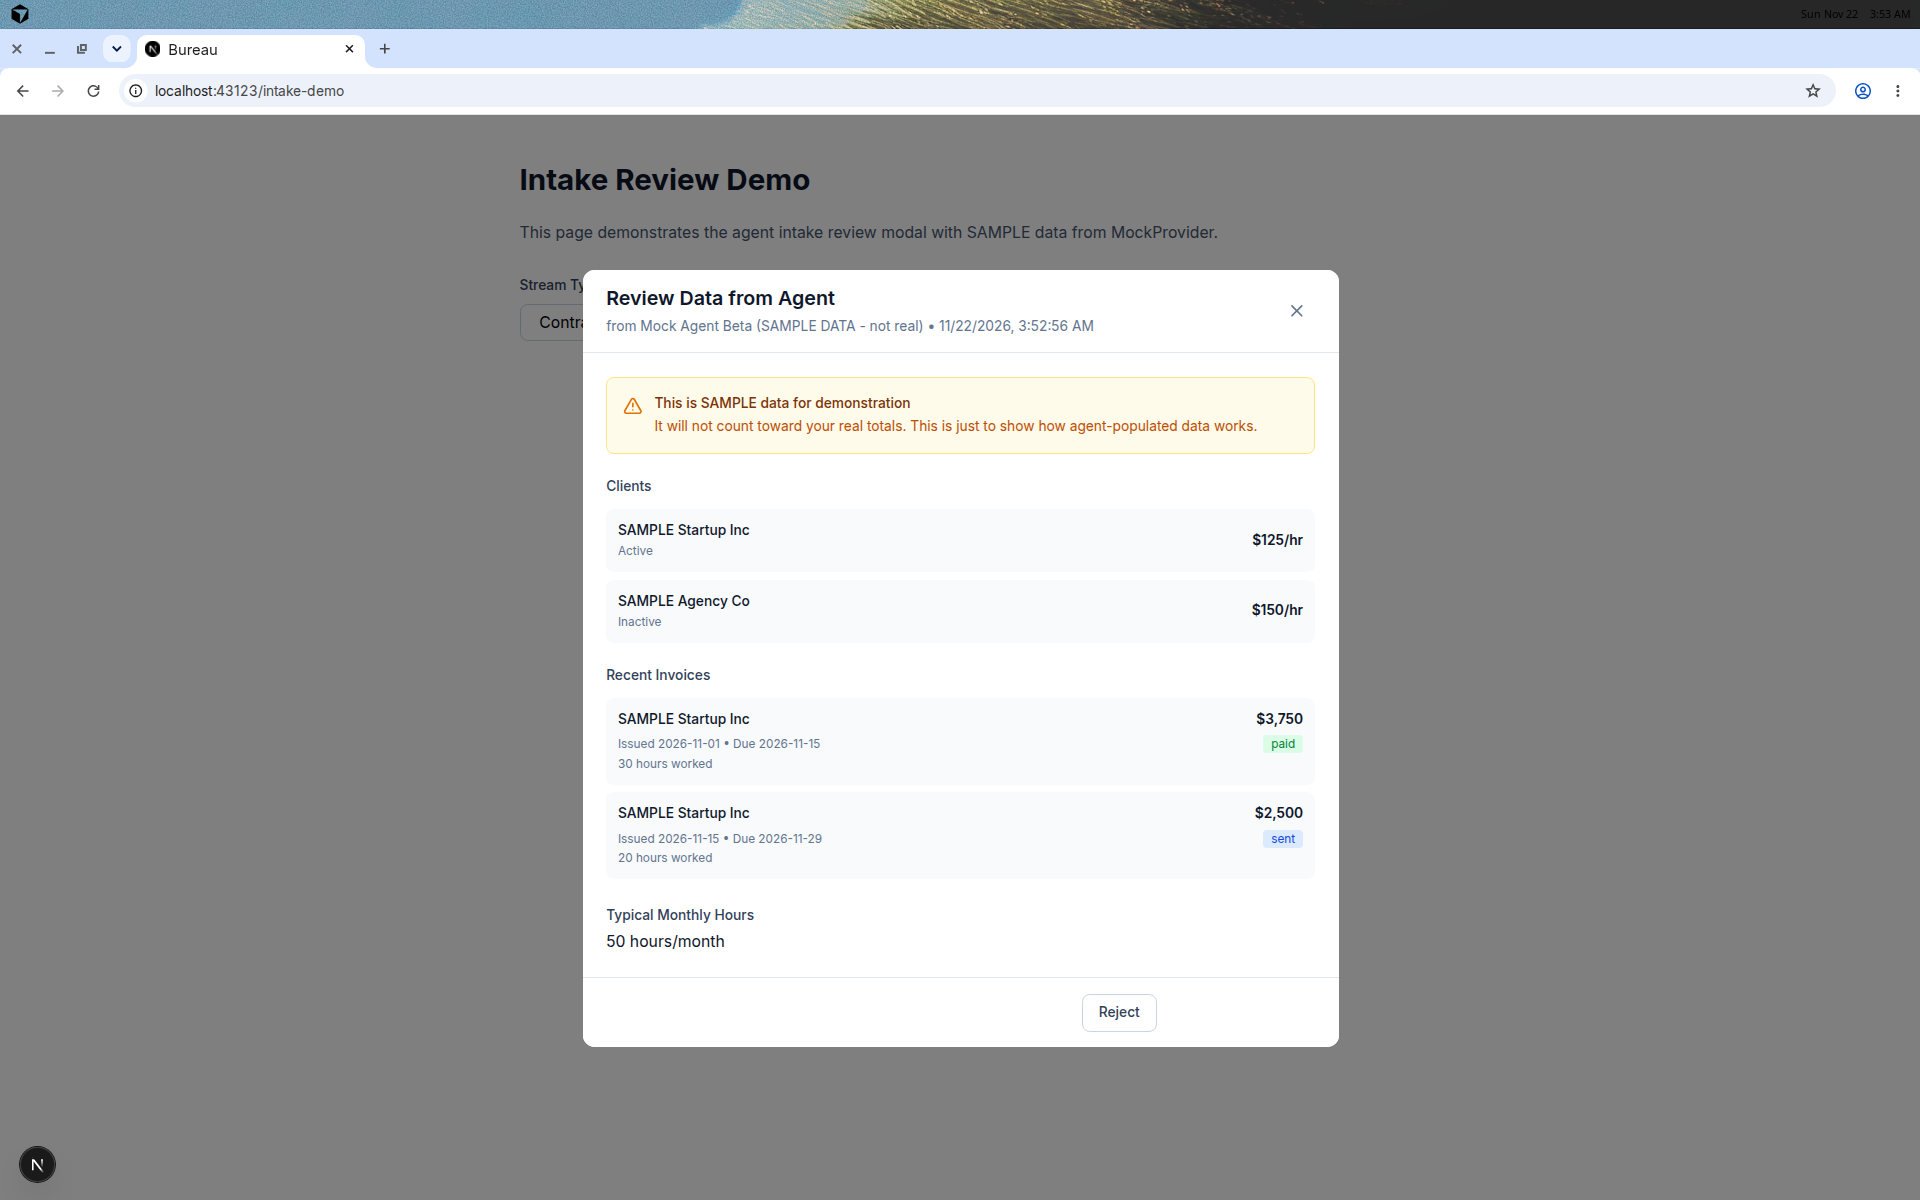 Sun Nov 22 3:53 AM
Bureau
localhost:43123/intake-demo
Intake Review Demo
This page demonstrates the agent intake review modal with SAMPLE data from MockProvider.
Stream Ty
Contra
Review Data from Agent
from Mock Agent Beta (SAMPLE DATA - not real) • 11/22/2026, 3:52:56 AM
This is SAMPLE data for demonstration
It will not count toward your real totals. This is just to show how agent-populated data works.
Clients
SAMPLE Startup Inc
Active
$125/hr
SAMPLE Agency Co
Inactive
$150/hr
Recent Invoices
SAMPLE Startup Inc
$3,750
Issued 2026-11-01 • Due 2026-11-15
paid
30 hours worked
SAMPLE Startup Inc
$2,500
Issued 2026-11-15 • Due 2026-11-29
sent
20 hours worked
Typical Monthly Hours
50 hours/month
Reject
N